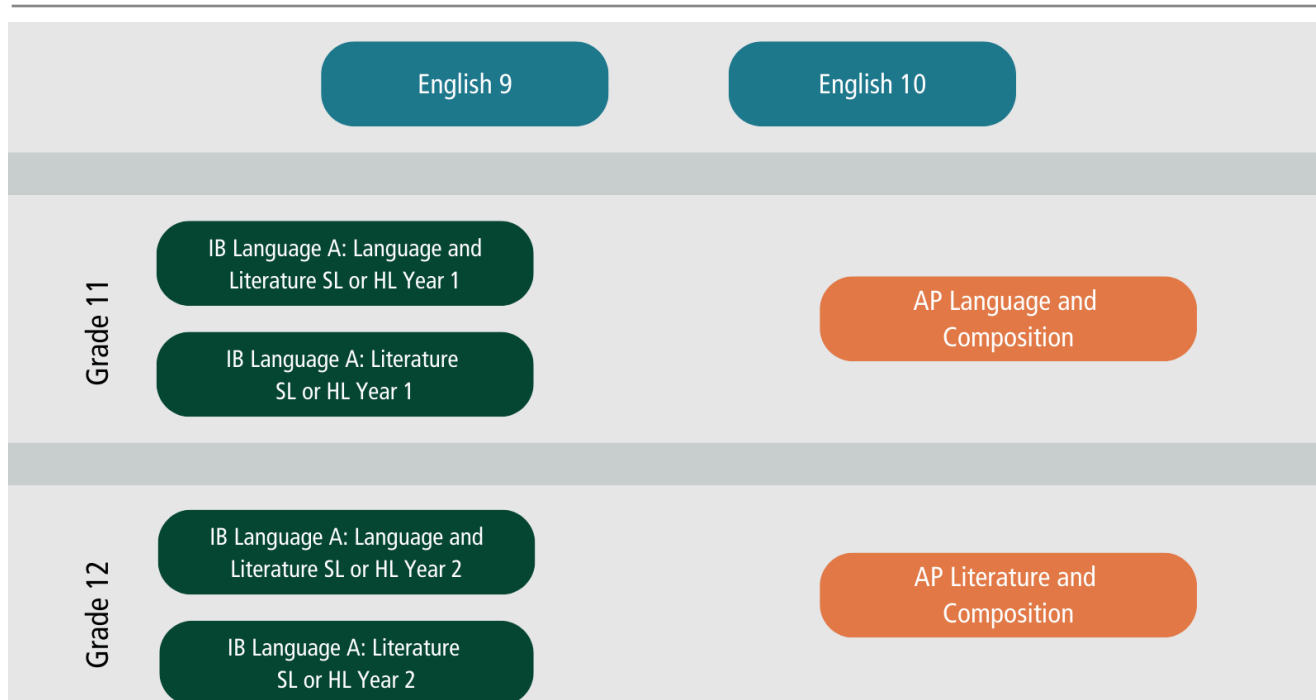 English 9
English 10
Grade 11
IB Language A: Language and
Literature SL or HL Year 1
IB Language A: Literature
SL or HL Year 1
AP Language and
Composition
Grade 12
IB Language A: Language and
Literature SL or HL Year 2
IB Language A: Literature
SL or HL Year 2
AP Literature and
Composition